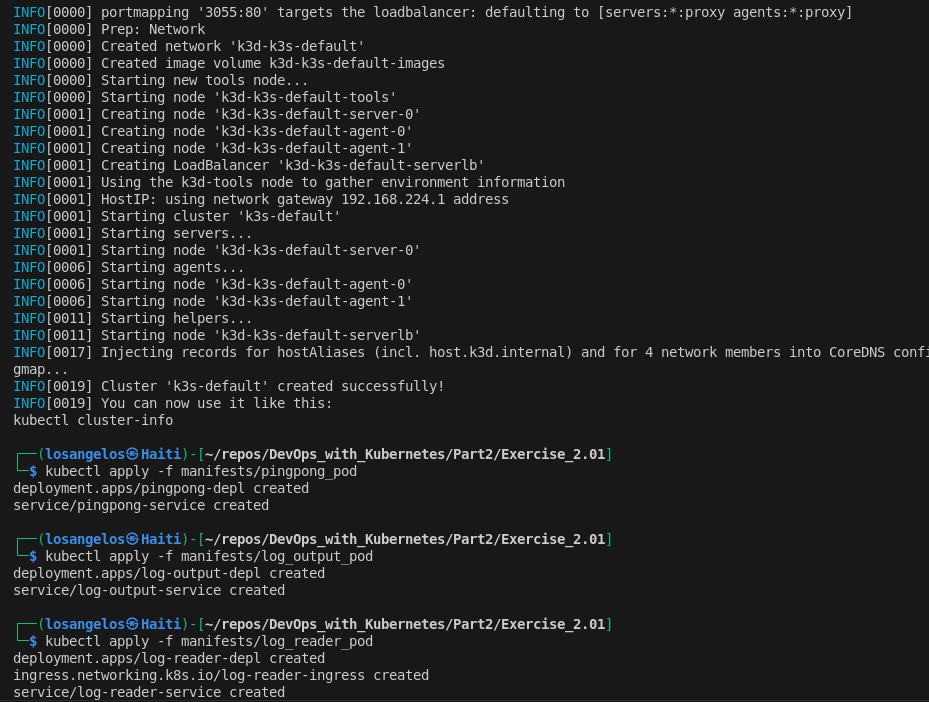 INFO[0000] portmapping '3055:80' targets the loadbalancer: defaulting to [servers:*:proxy agents:*:proxy]
INFO[0000] Prep: Network
INFO[0000] Created network 'k3d-k3s-default'
INFO[0000] Created image volume k3d-k3s-default-images
INFO[0000] Starting new tools node...
INFO[0000] Starting node 'k3d-k3s-default-tools'
INFO[0001] Creating node 'k3d-k3s-default-server-0'
INFO[0001] Creating node 'k3d-k3s-default-agent-0'
INFO[0001] Creating node 'k3d-k3s-default-agent-1'
INFO[0001] Creating LoadBalancer 'k3d-k3s-default-serverlb'
INFO[0001] Using the k3d-tools node to gather environment information
INFO[0001] HostIP: using network gateway 192.168.224.1 address
INFO[0001] Starting cluster 'k3s-default'
INFO[0001] Starting servers...
INFO[0001] Starting node 'k3d-k3s-default-server-0'
INFO[0006] Starting agents...
INFO[0006] Starting node 'k3d-k3s-default-agent-0'
INFO[0006] Starting node 'k3d-k3s-default-agent-1'
INFO[0011] Starting helpers...
INFO[0011] Starting node 'k3d-k3s-default-serverlb'
INFO[0017] Injecting records for hostAliases (incl. host.k3d.internal) and for 4 network members into CoreDNS confi
gmap...
INFO[0019] Cluster 'k3s-default' created successfully!
INFO[0019] You can now use it like this:
kubectl cluster-info
┌──(losangelos㉿Haiti)-[~/repos/DevOps_with_Kubernetes/Part2/Exercise_2.01]
└─$ kubectl apply -f manifests/pingpong_pod
deployment.apps/pingpong-depl created
service/pingpong-service created
┌──(losangelos㉿Haiti)-[~/repos/DevOps_with_Kubernetes/Part2/Exercise_2.01]
└─$ kubectl apply -f manifests/log_output_pod
deployment.apps/log-output-depl created
service/log-output-service created
┌──(losangelos㉿Haiti)-[~/repos/DevOps_with_Kubernetes/Part2/Exercise_2.01]
└─$ kubectl apply -f manifests/log_reader_pod
deployment.apps/log-reader-depl created
ingress.networking.k8s.io/log-reader-ingress created
service/log-reader-service created